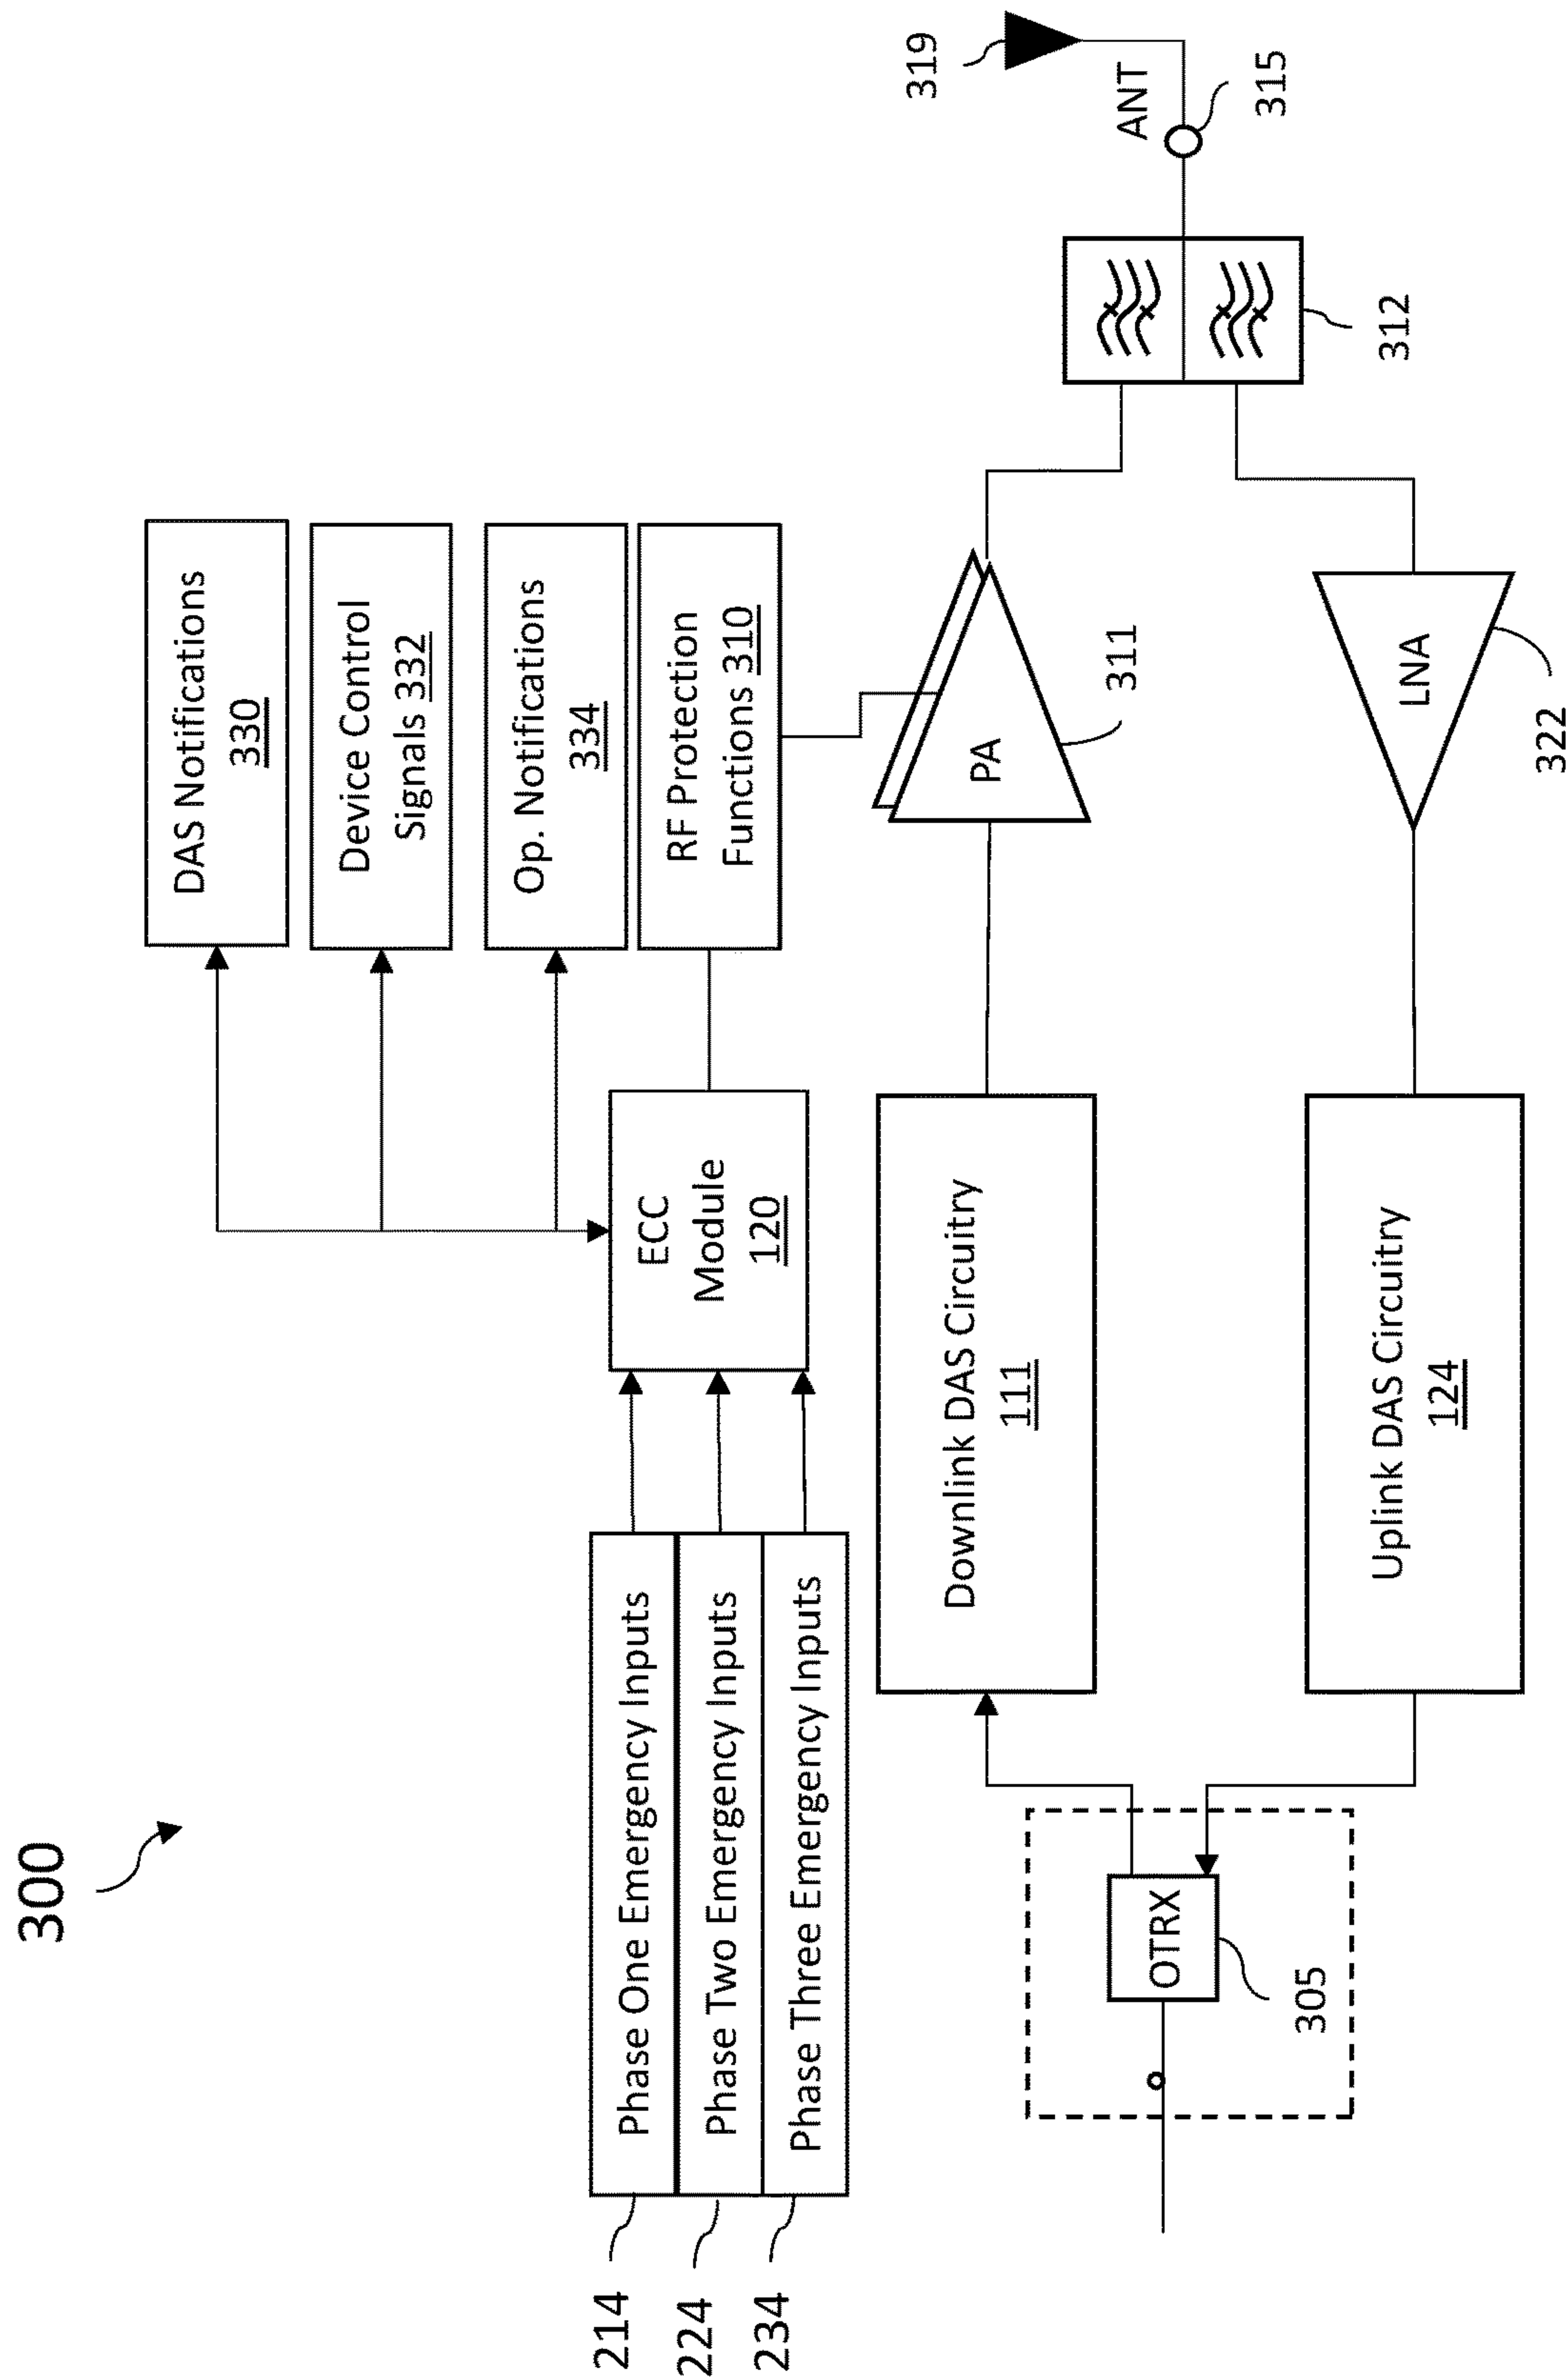 300
DAS Notifications
330
Device Control
Signals 332
Op. Notifications
334
RF Protection
Functions 310
ECC
Module
120
214
Phase One Emergency Inputs
224
Phase Two Emergency Inputs
234
Phase Three Emergency Inputs
Downlink DAS Circuitry
111
PA
311
319
ANT
315
312
OTRX
305
Uplink DAS Circuitry
124
LNA
322